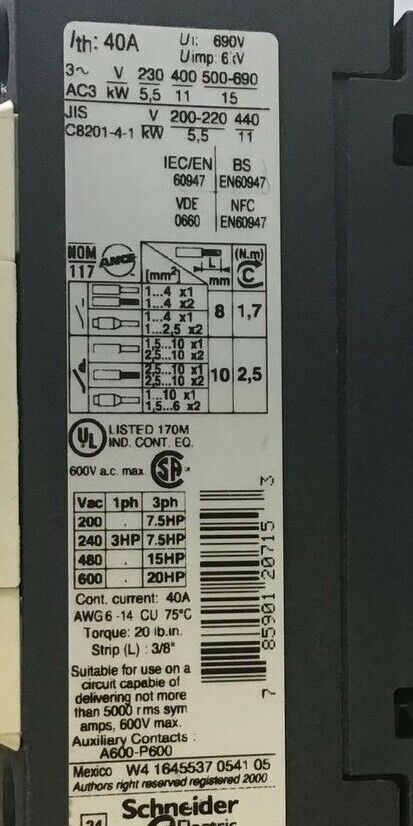 Ith: 40A Ui: 690V
Uimp: 6kV
3~ V 230 400 500-690
AC3 kW 5,5 11 15
JIS V 200-220 440
C8201-4-1 kW 5,5 11
IEC/EN BS
60947 EN60947
VDE NFC
0660 EN60947
NOM ANCE L (N.m)
117 [mm²] mm C
1...4 x1
1...4 x2 8 1,7
1...4 x1
1...2,5 x2
1,5...10 x1
2,5...10 x2
2,5...10 x1 10 2,5
2,5...10 x2
1...10 x1
1,5...6 x2
UL LISTED 170M
IND. CONT. EQ.
600V a.c. max SA
Vac 1ph 3ph
200 . 7.5HP
240 3HP 7.5HP
480 . 15HP
600 . 20HP
Cont. current: 40A
AWG 6 -14 CU 75°C
Torque: 20 lb.in.
Strip (L) : 3/8"
7 85901 20715 3
Suitable for use on a
circuit capable of
delivering not more
than 5000 rms sym
amps, 600V max.
Auxiliary Contacts :
A600-P600
Mexico W4 1645537 0541 05
Authors right reserved registered 2000
Schneider
Electric